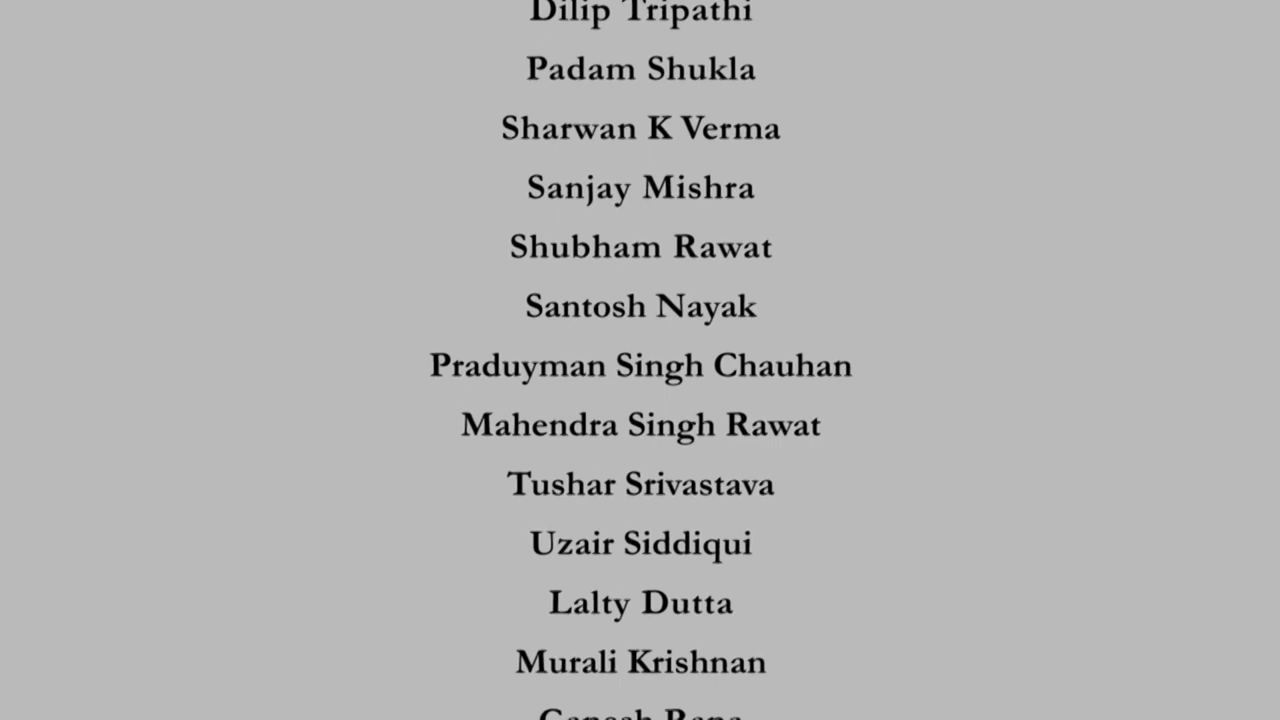 Dilip Tripathi
Padam Shukla
Sharwan K Verma
Sanjay Mishra
Shubham Rawat
Santosh Nayak
Praduyman Singh Chauhan
Mahendra Singh Rawat
Tushar Srivastava
Uzair Siddiqui
Lalty Dutta
Murali Krishnan